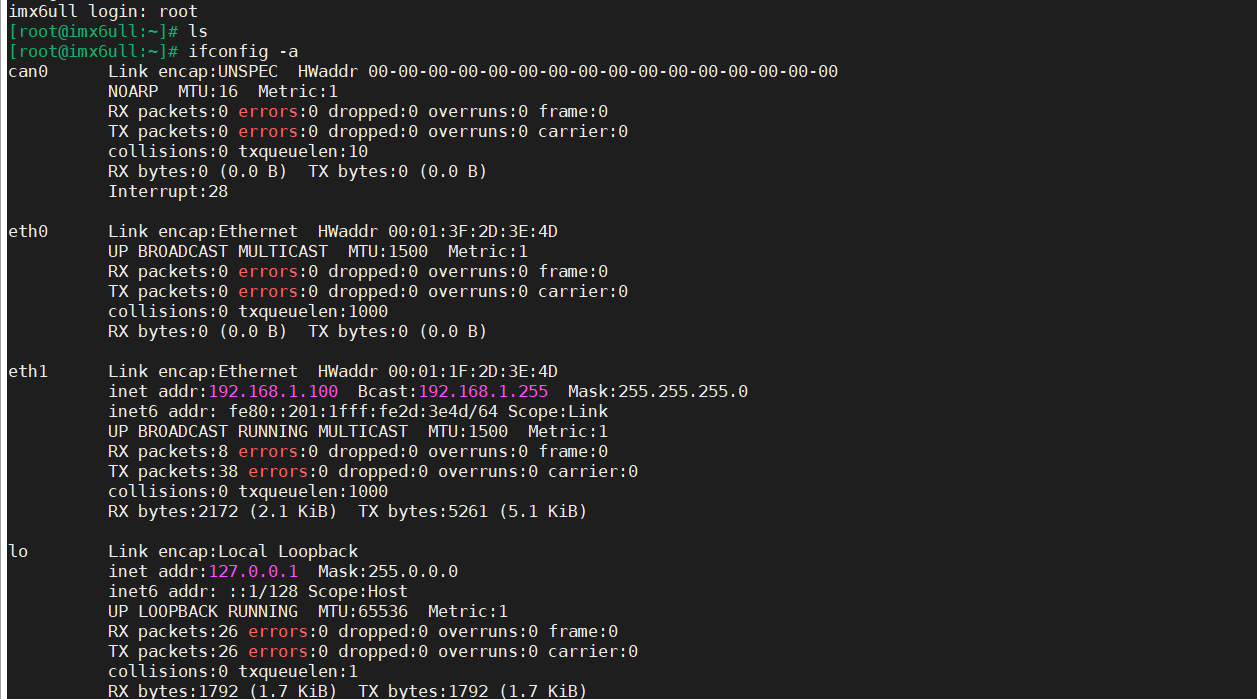 imx6ull login: root
[root@imx6ull:~]# ls
[root@imx6ull:~]# ifconfig -a
can0      Link encap:UNSPEC  HWaddr 00-00-00-00-00-00-00-00-00-00-00-00-00-00-00-00
          NOARP  MTU:16  Metric:1
          RX packets:0 errors:0 dropped:0 overruns:0 frame:0
          TX packets:0 errors:0 dropped:0 overruns:0 carrier:0
          collisions:0 txqueuelen:10
          RX bytes:0 (0.0 B)  TX bytes:0 (0.0 B)
          Interrupt:28

eth0      Link encap:Ethernet  HWaddr 00:01:3F:2D:3E:4D
          UP BROADCAST MULTICAST  MTU:1500  Metric:1
          RX packets:0 errors:0 dropped:0 overruns:0 frame:0
          TX packets:0 errors:0 dropped:0 overruns:0 carrier:0
          collisions:0 txqueuelen:1000
          RX bytes:0 (0.0 B)  TX bytes:0 (0.0 B)

eth1      Link encap:Ethernet  HWaddr 00:01:1F:2D:3E:4D
          inet addr:192.168.1.100  Bcast:192.168.1.255  Mask:255.255.255.0
          inet6 addr: fe80::201:1fff:fe2d:3e4d/64 Scope:Link
          UP BROADCAST RUNNING MULTICAST  MTU:1500  Metric:1
          RX packets:8 errors:0 dropped:0 overruns:0 frame:0
          TX packets:38 errors:0 dropped:0 overruns:0 carrier:0
          collisions:0 txqueuelen:1000
          RX bytes:2172 (2.1 KiB)  TX bytes:5261 (5.1 KiB)

lo        Link encap:Local Loopback
          inet addr:127.0.0.1  Mask:255.0.0.0
          inet6 addr: ::1/128 Scope:Host
          UP LOOPBACK RUNNING  MTU:65536  Metric:1
          RX packets:26 errors:0 dropped:0 overruns:0 frame:0
          TX packets:26 errors:0 dropped:0 overruns:0 carrier:0
          collisions:0 txqueuelen:1
          RX bytes:1792 (1.7 KiB)  TX bytes:1792 (1.7 KiB)